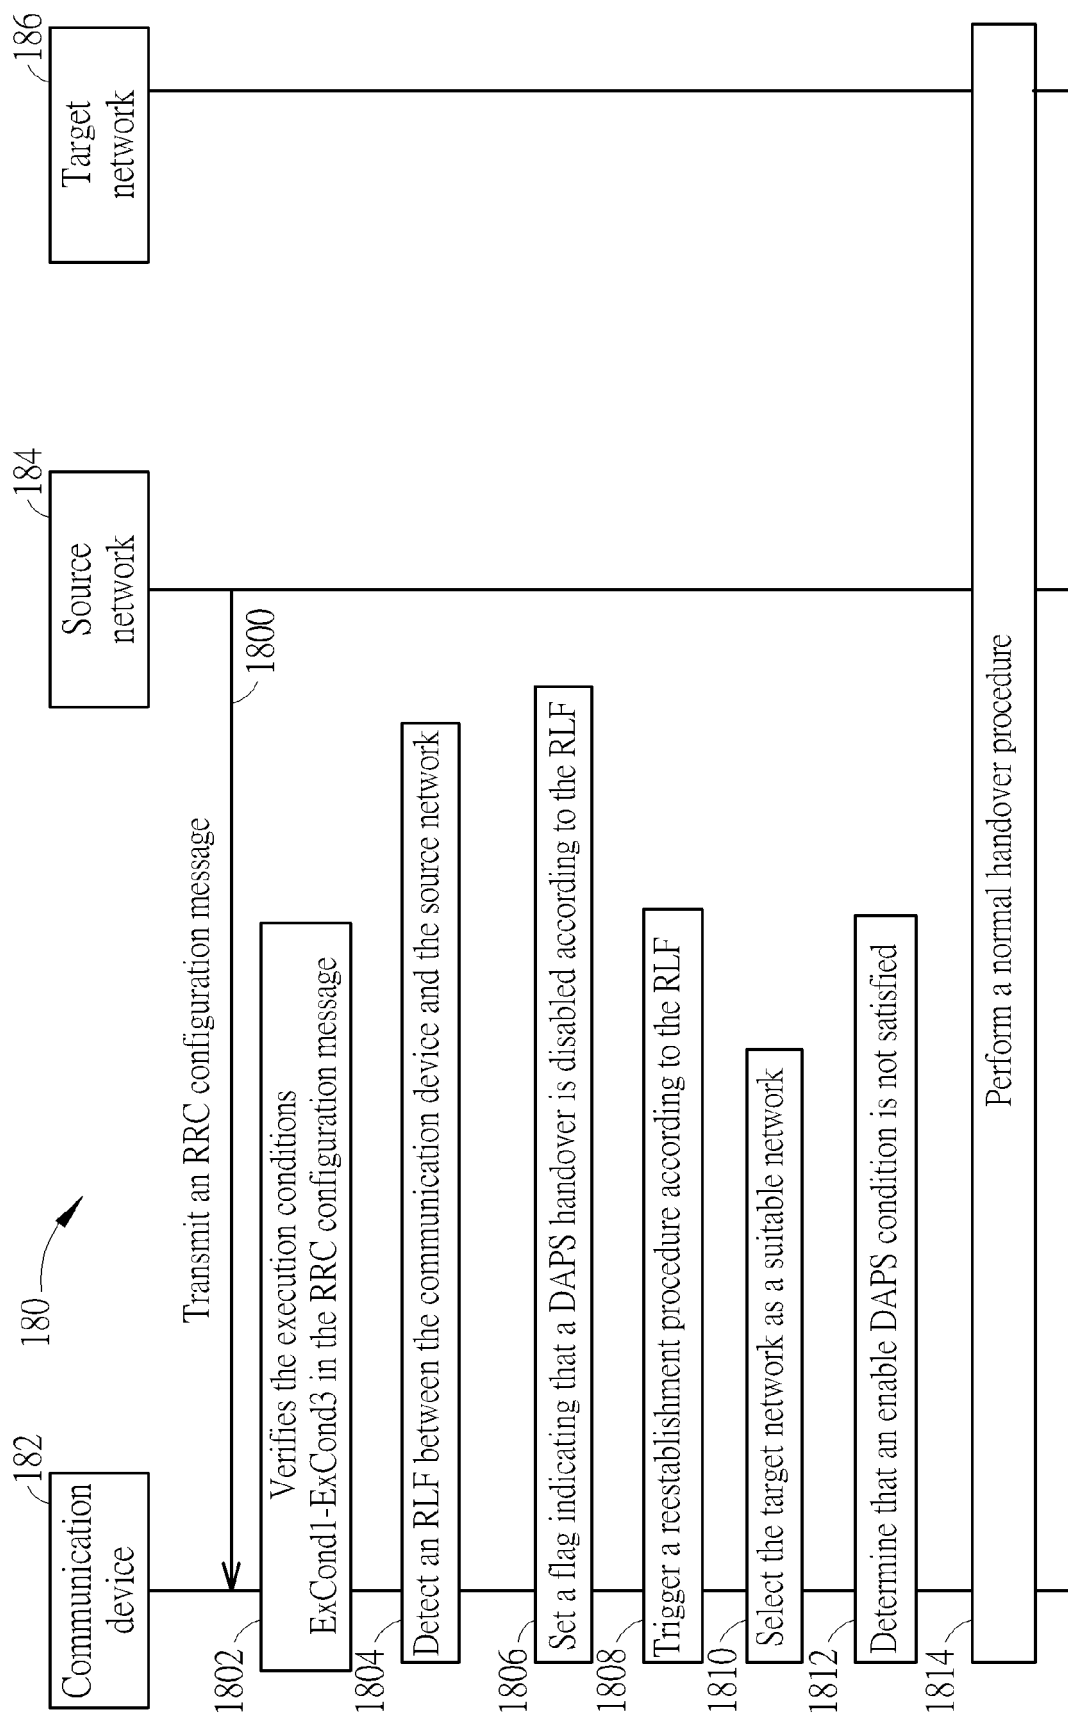 180
Communication
device
182
Source
network
184
Target
network
186
Transmit an RRC configuration message
1800
1802
Verifies the execution conditions
ExCond1-ExCond3 in the RRC configuration message
1804
Detect an RLF between the communication device and the source network
1806
Set a flag indicating that a DAPS handover is disabled according to the RLF
1808
Trigger a reestablishment procedure according to the RLF
1810
Select the target network as a suitable network
1812
Determine that an enable DAPS condition is not satisfied
1814
Perform a normal handover procedure